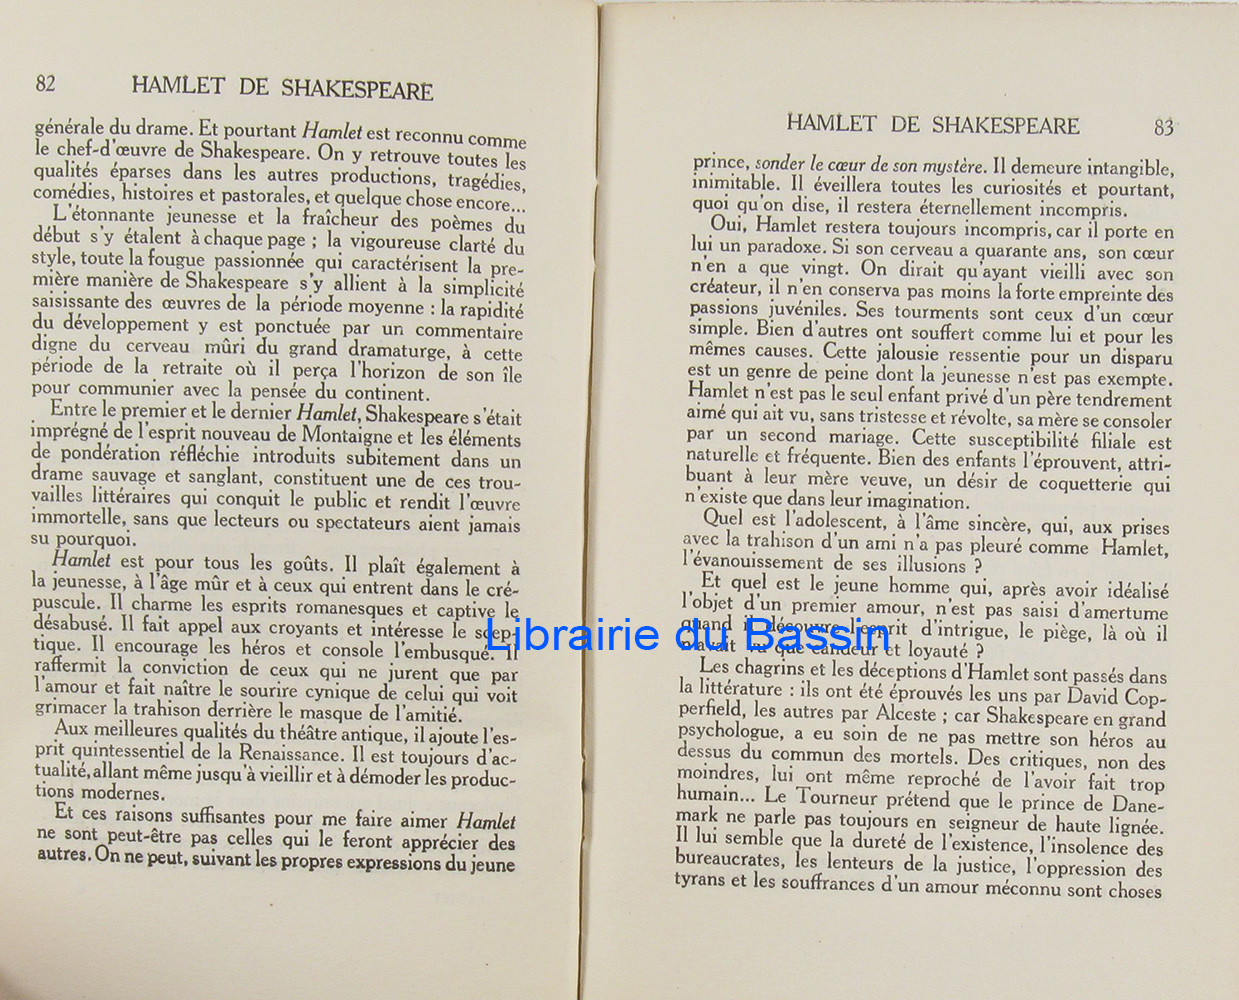 82 HAMLET DE SHAKESPEARE
générale du drame. Et pourtant Hamlet est reconnu comme
le chef-d'œuvre de Shakespeare. On y retrouve toutes les
qualités éparses dans les autres productions, tragédies,
comédies, histoires et pastorales, et quelque chose encore...
L'étonnante jeunesse et la fraîcheur des poèmes du
début s'y étalent à chaque page ; la vigoureuse clarté du
style, toute la fougue passionnée qui caractérisent la pre-
mière manière de Shakespeare s'y allient à la simplicité
saisissante des œuvres de la période moyenne : la rapidité
du développement y est ponctuée par un commentaire
digne du cerveau mûri du grand dramaturge, à cette
période de la retraite où il perça l'horizon de son île
pour communier avec la pensée du continent.
Entre le premier et le dernier Hamlet, Shakespeare s'était
imprégné de l'esprit nouveau de Montaigne et les éléments
de pondération réfléchie introduits subitement dans un
drame sauvage et sanglant, constituent une de ces trou-
vailles littéraires qui conquit le public et rendit l'œuvre
immortelle, sans que lecteurs ou spectateurs aient jamais
su pourquoi.
Hamlet est pour tous les goûts. Il plaît également à
la jeunesse, à l'âge mûr et à ceux qui entrent dans le cré-
puscule. Il charme les esprits romanesques et captive le
désabusé. Il fait appel aux croyants et intéresse le scep-
tique. Il encourage les héros et console l'embusqué. Il
raffermit la conviction de ceux qui ne jurent que par
l'amour et fait naître le sourire cynique de celui qui voit
grimacer la trahison derrière le masque de l'amitié.
Aux meilleures qualités du théâtre antique, il ajoute l'es-
prit quintessentiel de la Renaissance. Il est toujours d'ac-
tualité, allant même jusqu'à vieillir et à démoder les produc-
tions modernes.
Et ces raisons suffisantes pour me faire aimer Hamlet
ne sont peut-être pas celles qui le feront apprécier des
autres. On ne peut, suivant les propres expressions du jeune
HAMLET DE SHAKESPEARE 83
prince, sonder le cœur de son mystère. Il demeure intangible,
inimitable. Il éveillera toutes les curiosités et pourtant,
quoi qu'on dise, il restera éternellement incompris.
Oui, Hamlet restera toujours incompris, car il porte en
lui un paradoxe. Si son cerveau a quarante ans, son cœur
n'en a que vingt. On dirait qu'ayant vieilli avec son
créateur, il n'en conserva pas moins la forte empreinte des
passions juvéniles. Ses tourments sont ceux d'un cœur
simple. Bien d'autres ont souffert comme lui et pour les
mêmes causes. Cette jalousie ressentie pour un disparu
est un genre de peine dont la jeunesse n'est pas exempte.
Hamlet n'est pas le seul enfant privé d'un père tendrement
aimé qui ait vu, sans tristesse et révolte, sa mère se consoler
par un second mariage. Cette susceptibilité filiale est
naturelle et fréquente. Bien des enfants l'éprouvent, attri-
buant à leur mère veuve, un désir de coquetterie qui
n'existe que dans leur imagination.
Quel est l'adolescent, à l'âme sincère, qui, aux prises
avec la trahison d'un ami n'a pas pleuré comme Hamlet,
l'évanouissement de ses illusions ?
Et quel est le jeune homme qui, après avoir idéalisé
l'objet d'un premier amour, n'est pas saisi d'amertume
quand il découvre l'esprit d'intrigue, le piège, là où il
n'avait vu que candeur et loyauté ?
Les chagrins et les déceptions d'Hamlet sont passés dans
la littérature : ils ont été éprouvés les uns par David Cop-
perfield, les autres par Alceste ; car Shakespeare en grand
psychologue, a eu soin de ne pas mettre son héros au
dessus du commun des mortels. Des critiques, non des
moindres, lui ont même reproché de l'avoir fait trop
humain... Le Tourneur prétend que le prince de Dane-
mark ne parle pas toujours en seigneur de haute lignée.
Il lui semble que la dureté de l'existence, l'insolence des
bureaucrates, les lenteurs de la justice, l'oppression des
tyrans et les souffrances d'un amour méconnu sont choses
Librairie du Bassin